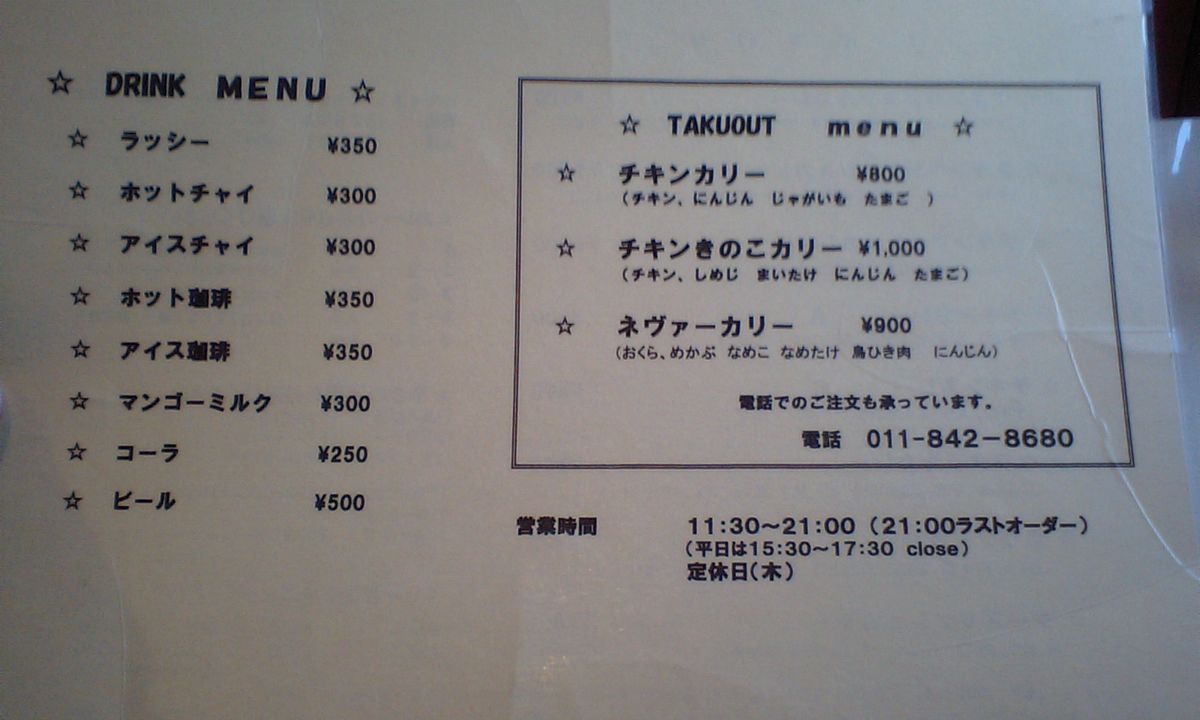 ☆ DRINK MENU ☆
☆ ラッシー ¥350
☆ ホットチャイ ¥300
☆ アイスチャイ ¥300
☆ ホット珈琲 ¥350
☆ アイス珈琲 ¥350
☆ マンゴーミルク ¥300
☆ コーラ ¥250
☆ ビール ¥500
☆ TAKUOUT menu ☆
☆ チキンカリー ¥800
(チキン、にんじん じゃがいも たまご )
☆ チキンきのこカリー ¥1,000
(チキン、しめじ まいたけ にんじん たまご)
☆ ネヴァーカリー ¥900
(おくら、めかぶ なめこ なめたけ 鳥ひき肉 にんじん)
電話でのご注文も承っています。
電話 011-842-8680
営業時間 11:30~21:00(21:00ラストオーダー)
(平日は15:30~17:30 close)
定休日(木)